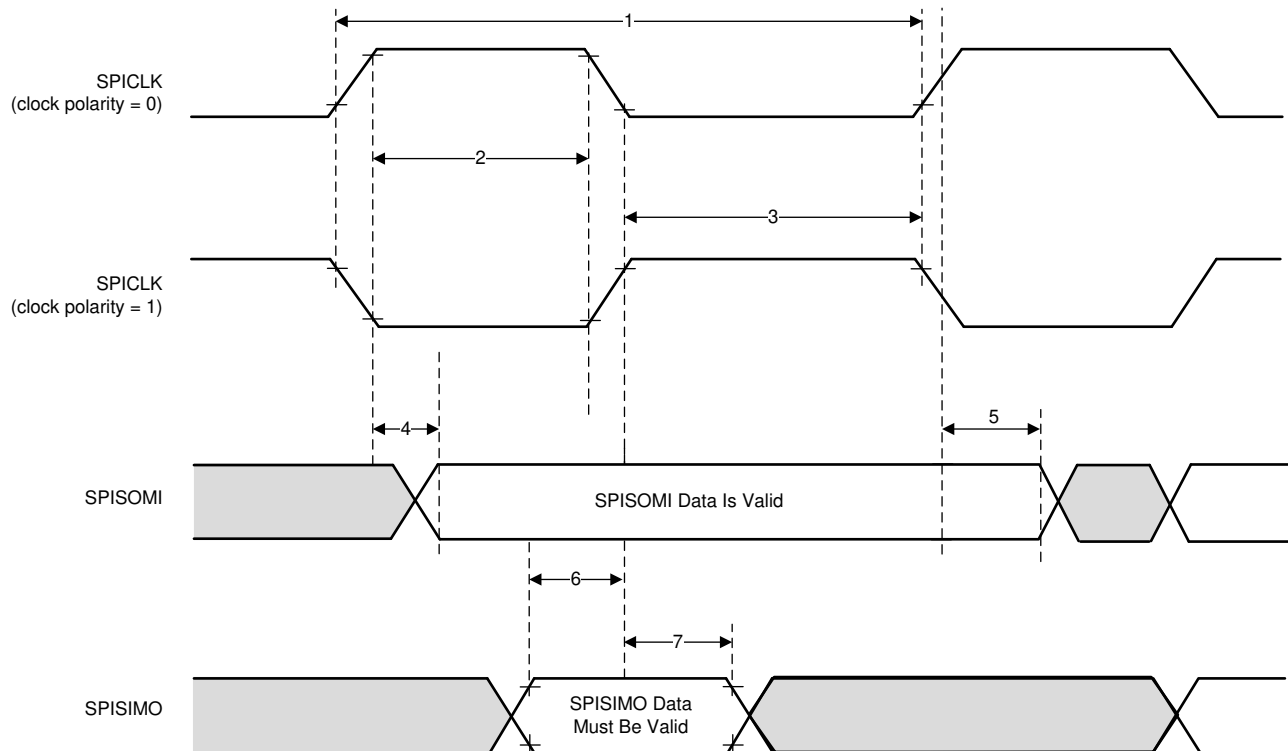 1
SPICLK
(clock polarity = 0)
2
3
SPICLK
(clock polarity = 1)
4
5
SPISOMI
SPISOMI Data Is Valid
6
7
SPISIMO
SPISIMO Data
Must Be Valid